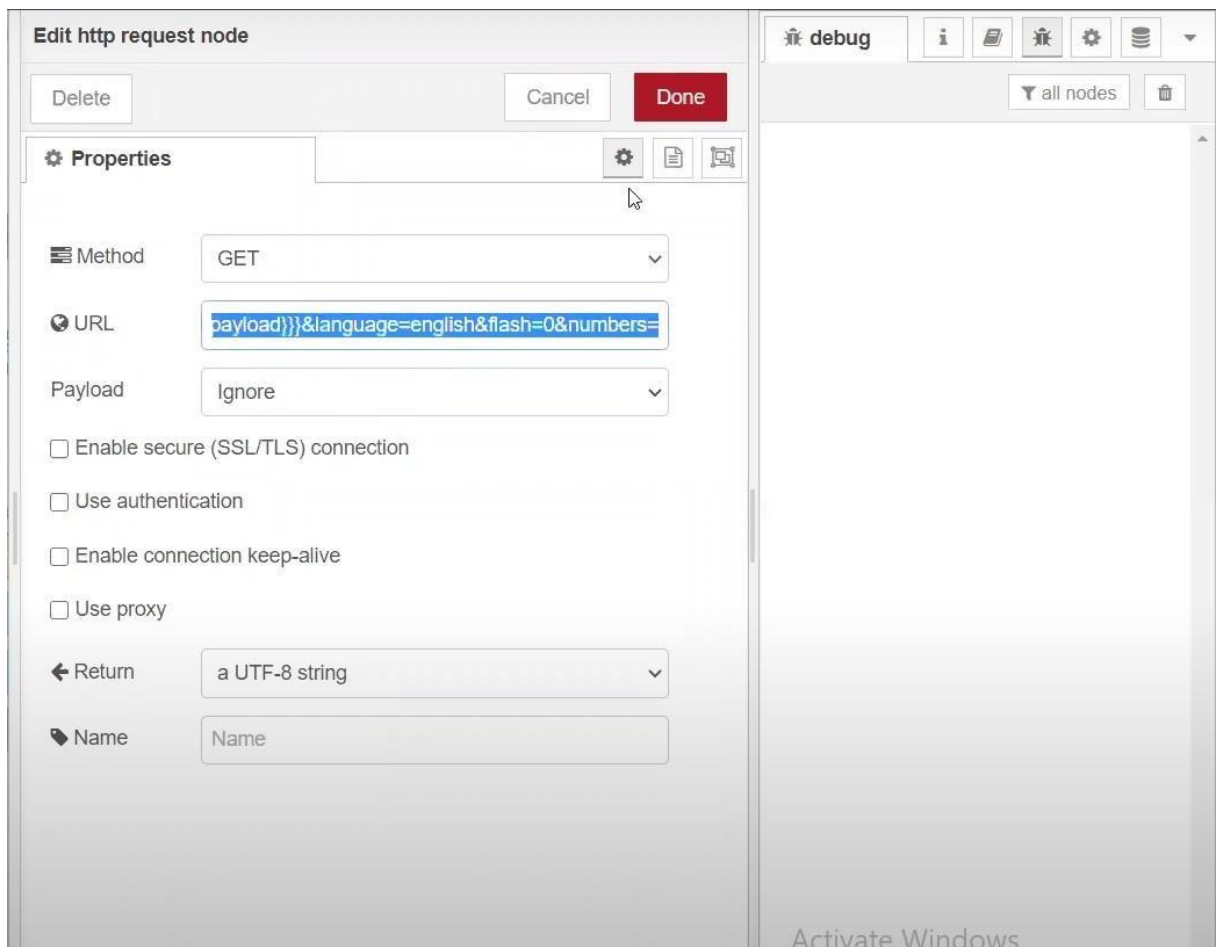 Edit http request node
debug
Delete
Cancel
Done
all nodes
Properties
Method
GET
URL
payload}}}&language=english&flash=0&numbers=
Payload
Ignore
Enable secure (SSL/TLS) connection
Use authentication
Enable connection keep-alive
Use proxy
Return
a UTF-8 string
Name
Name
Activate Windows